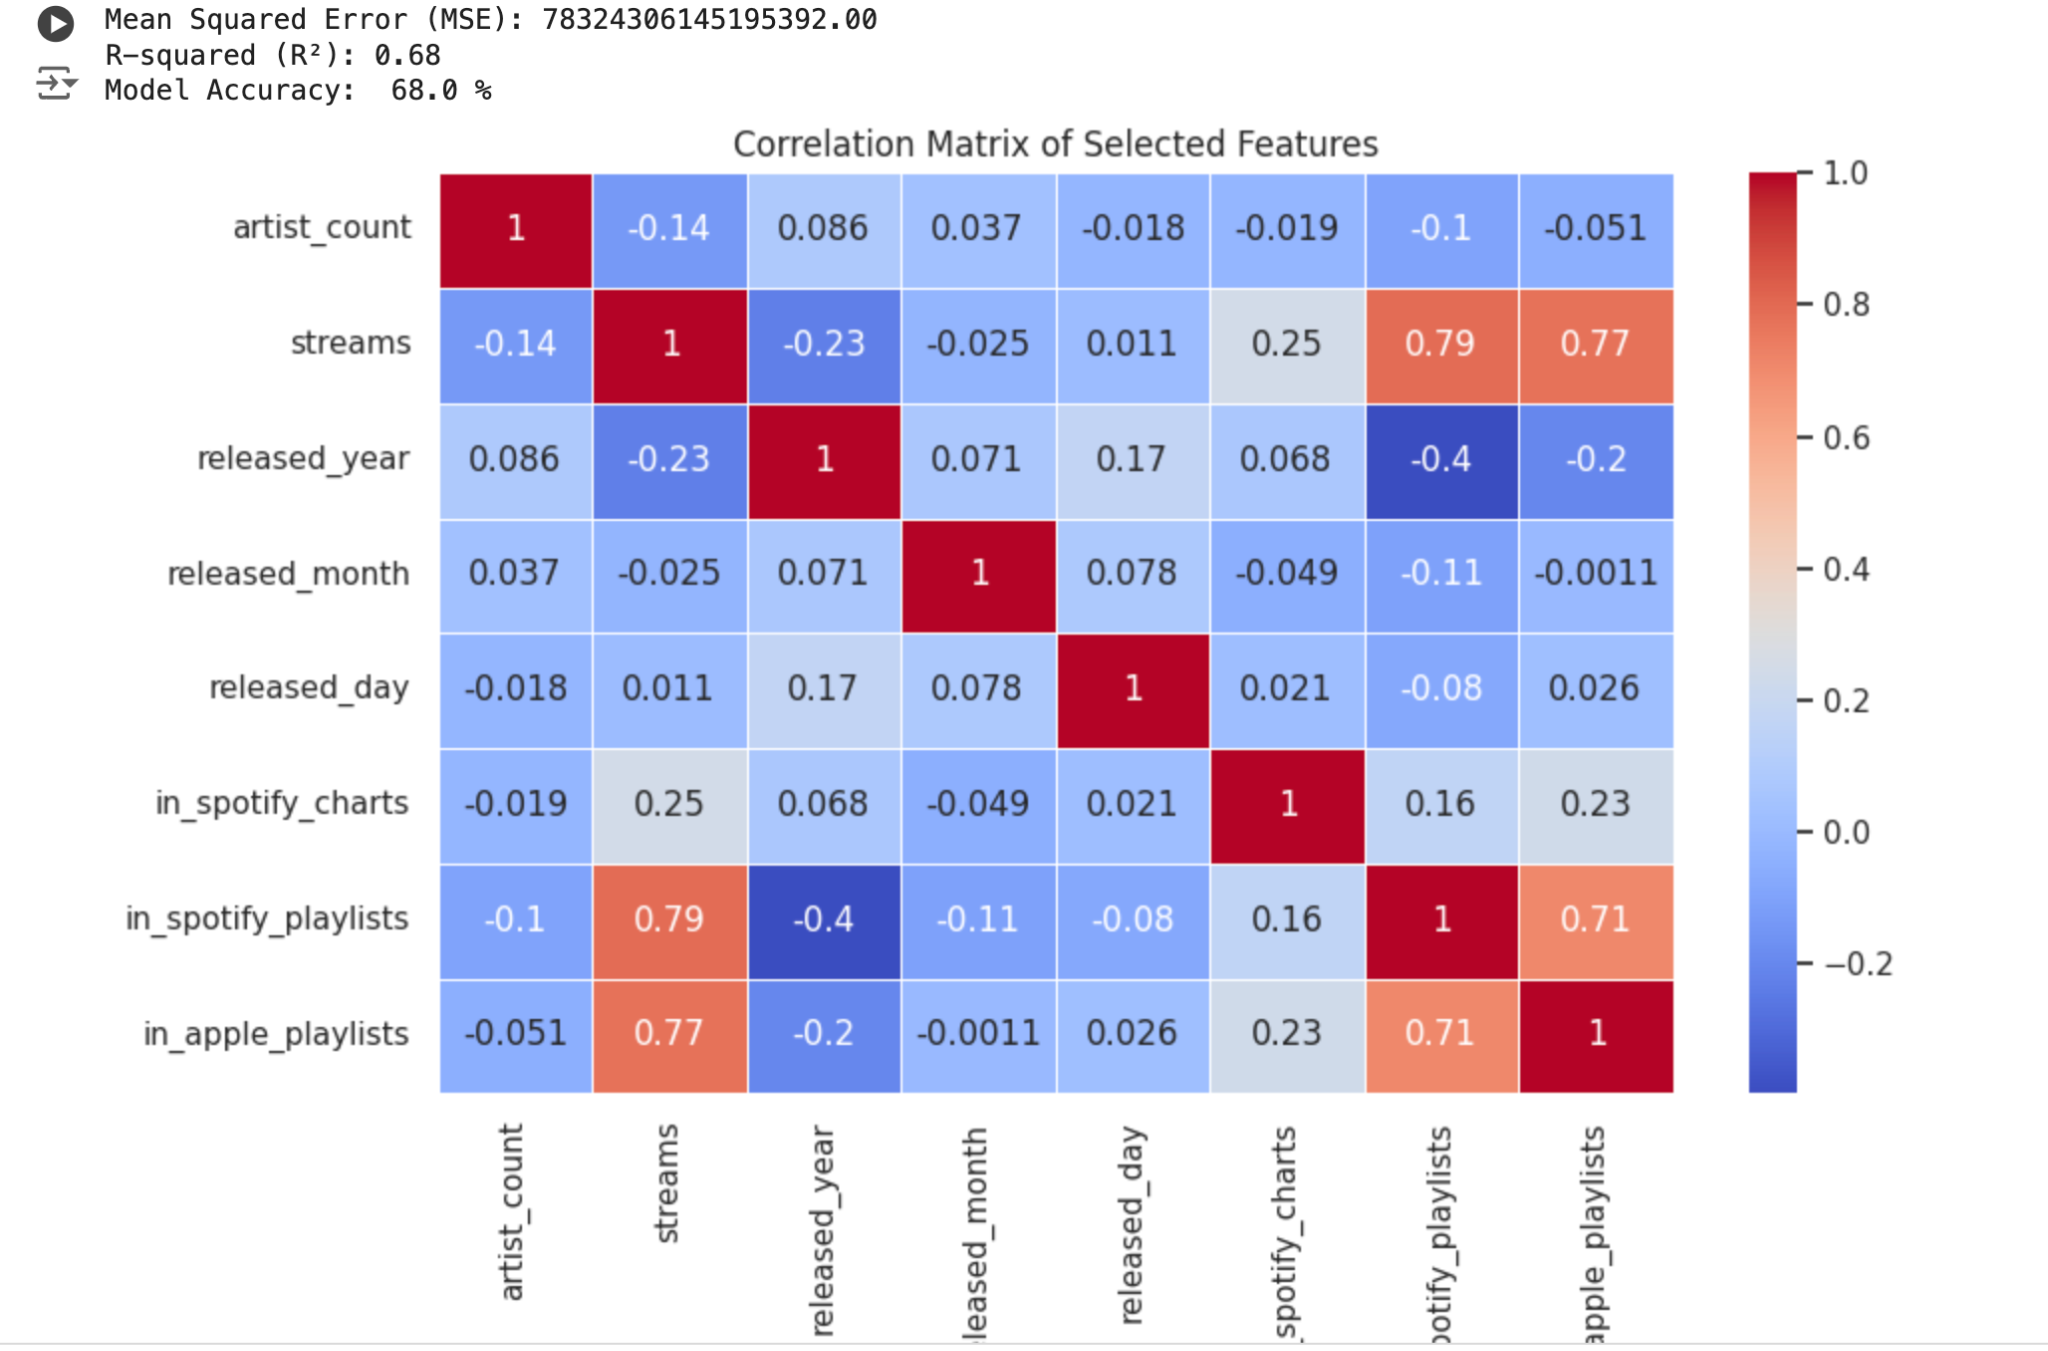 Mean Squared Error (MSE): 78324306145195392.00
R-squared (R²): 0.68
Model Accuracy:  68.0 %
Correlation Matrix of Selected Features
artist_count 1 -0.14 0.086 0.037 -0.018 -0.019 -0.1 -0.051
streams -0.14 1 -0.23 -0.025 0.011 0.25 0.79 0.77
released_year 0.086 -0.23 1 0.071 0.17 0.068 -0.4 -0.2
released_month 0.037 -0.025 0.071 1 0.078 -0.049 -0.11 -0.0011
released_day -0.018 0.011 0.17 0.078 1 0.021 -0.08 0.026
in_spotify_charts -0.019 0.25 0.068 -0.049 0.021 1 0.16 0.23
in_spotify_playlists -0.1 0.79 -0.4 -0.11 -0.08 0.16 1 0.71
in_apple_playlists -0.051 0.77 -0.2 -0.0011 0.026 0.23 0.71 1
1.0
0.8
0.6
0.4
0.2
0.0
−0.2
artist_count
streams
released_year
eleased_month
released_day
_spotify_charts
potify_playlists
apple_playlists